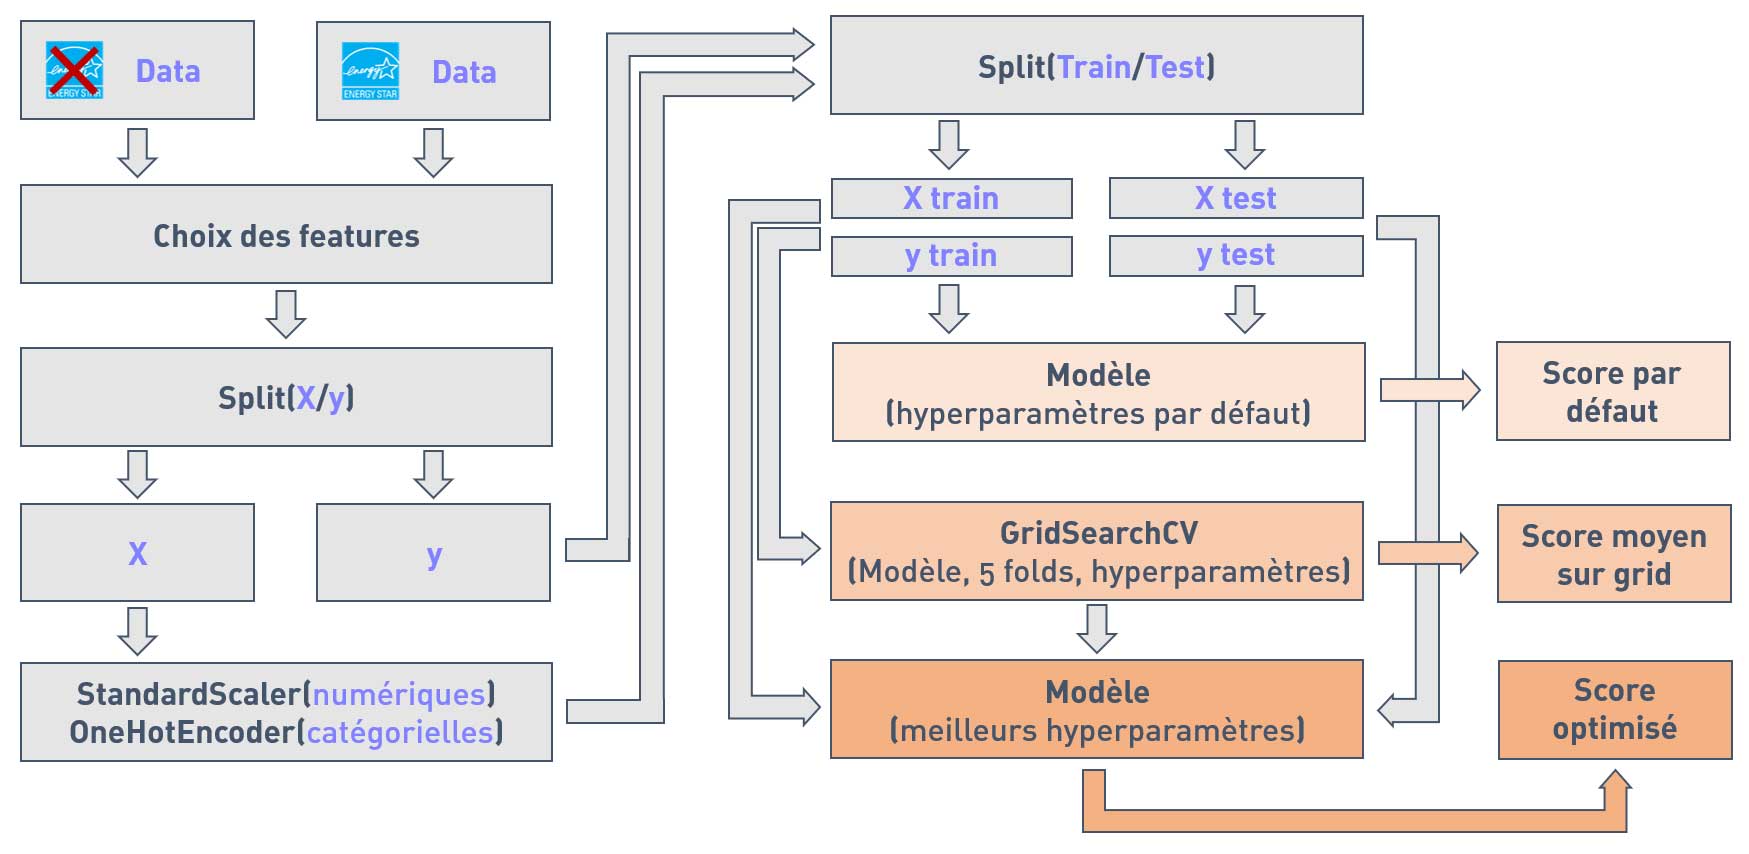 Data
ENERGY STAR
energy
Data
ENERGY STAR
Choix des features
Split(X/y)
X
y
StandardScaler(numériques)
OneHotEncoder(catégorielles)
Split(Train/Test)
X train
X test
y train
y test
Modèle
(hyperparamètres par défaut)
Score par
défaut
GridSearchCV
(Modèle, 5 folds, hyperparamètres)
Score moyen
sur grid
Modèle
(meilleurs hyperparamètres)
Score
optimisé